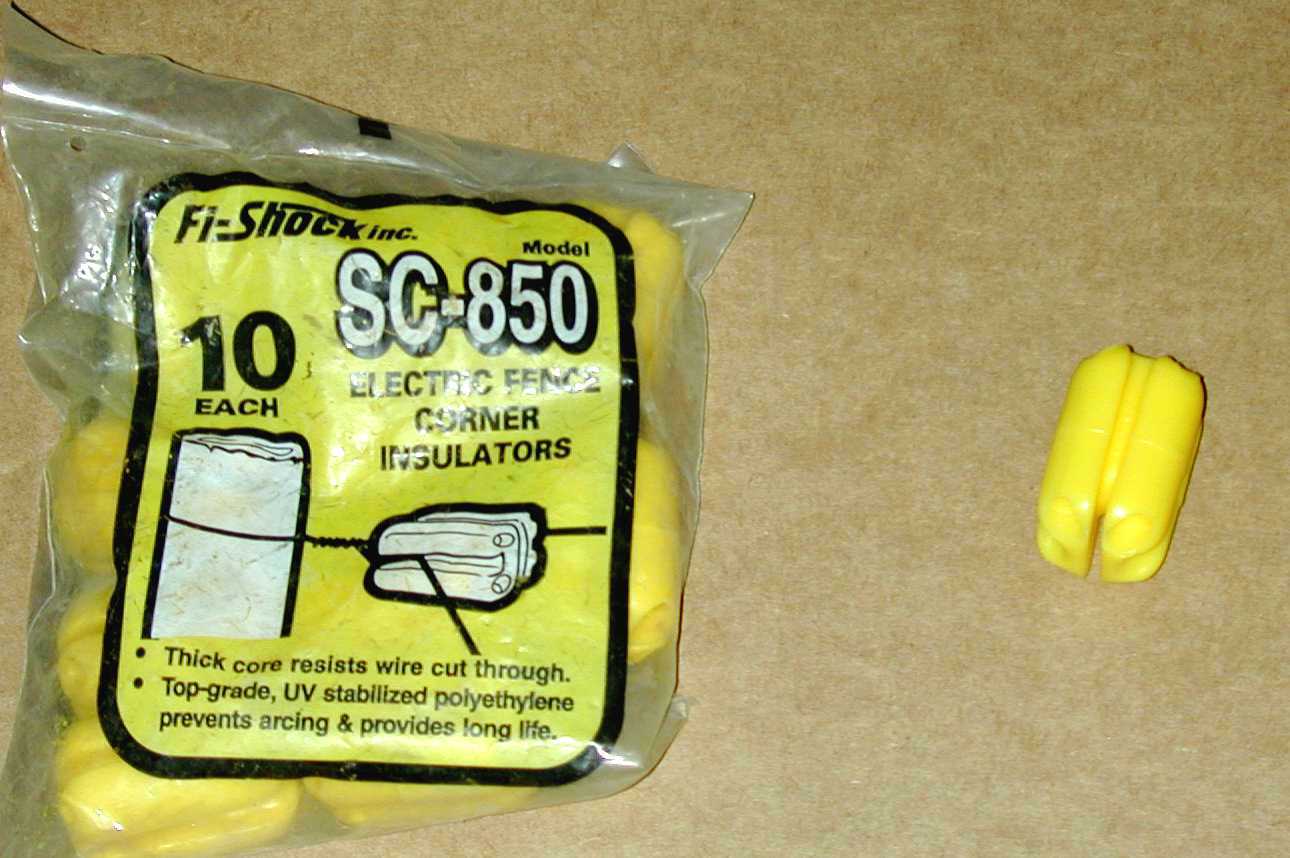 Fi-Shock inc.
Model
SC-850
10
EACH
ELECTRIC FENCE
CORNER
INSULATORS
• Thick core resists wire cut through.
• Top-grade, UV stabilized polyethylene
prevents arcing & provides long life.